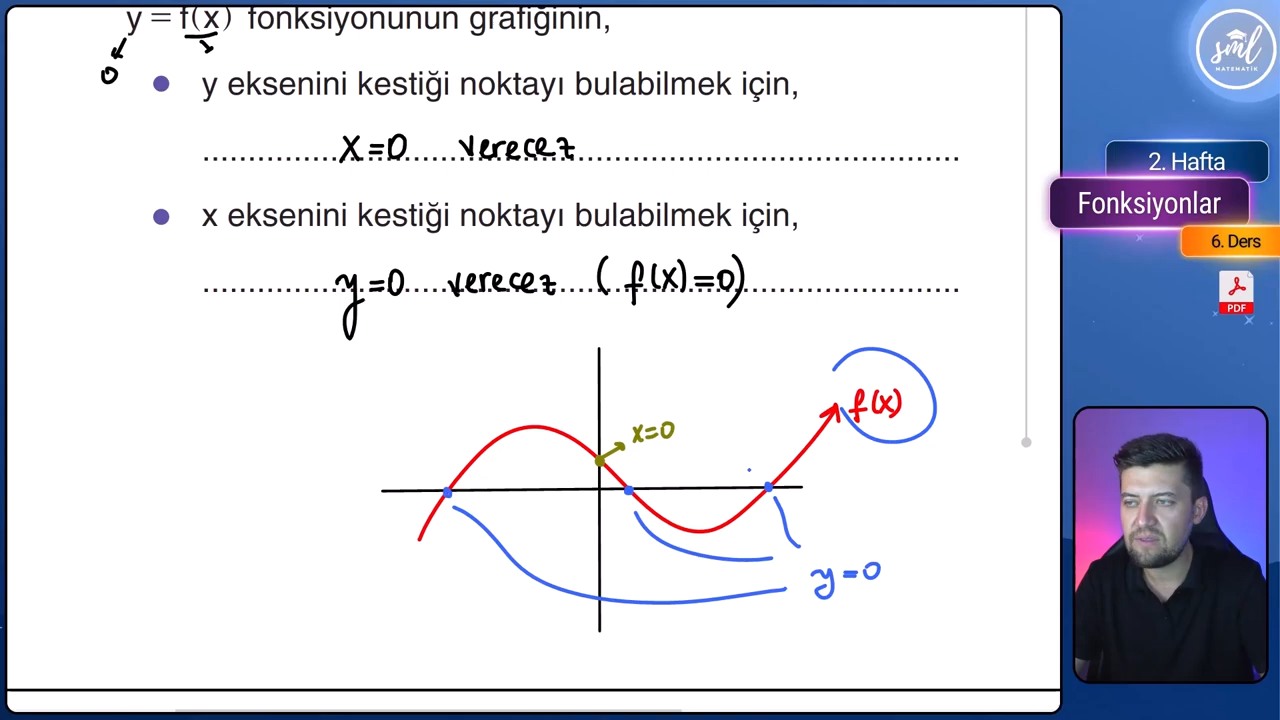 y = f(x) fonksiyonunun grafiğinin,
0
• y eksenini kestiği noktayı bulabilmek için,
x=0 verecez
• x eksenini kestiği noktayı bulabilmek için,
y=0 verecez ( f(x)=0)
f(x)
x=0
y=0
sml
MATEMATİK
2. Hafta
Fonksiyonlar
6. Ders
PDF